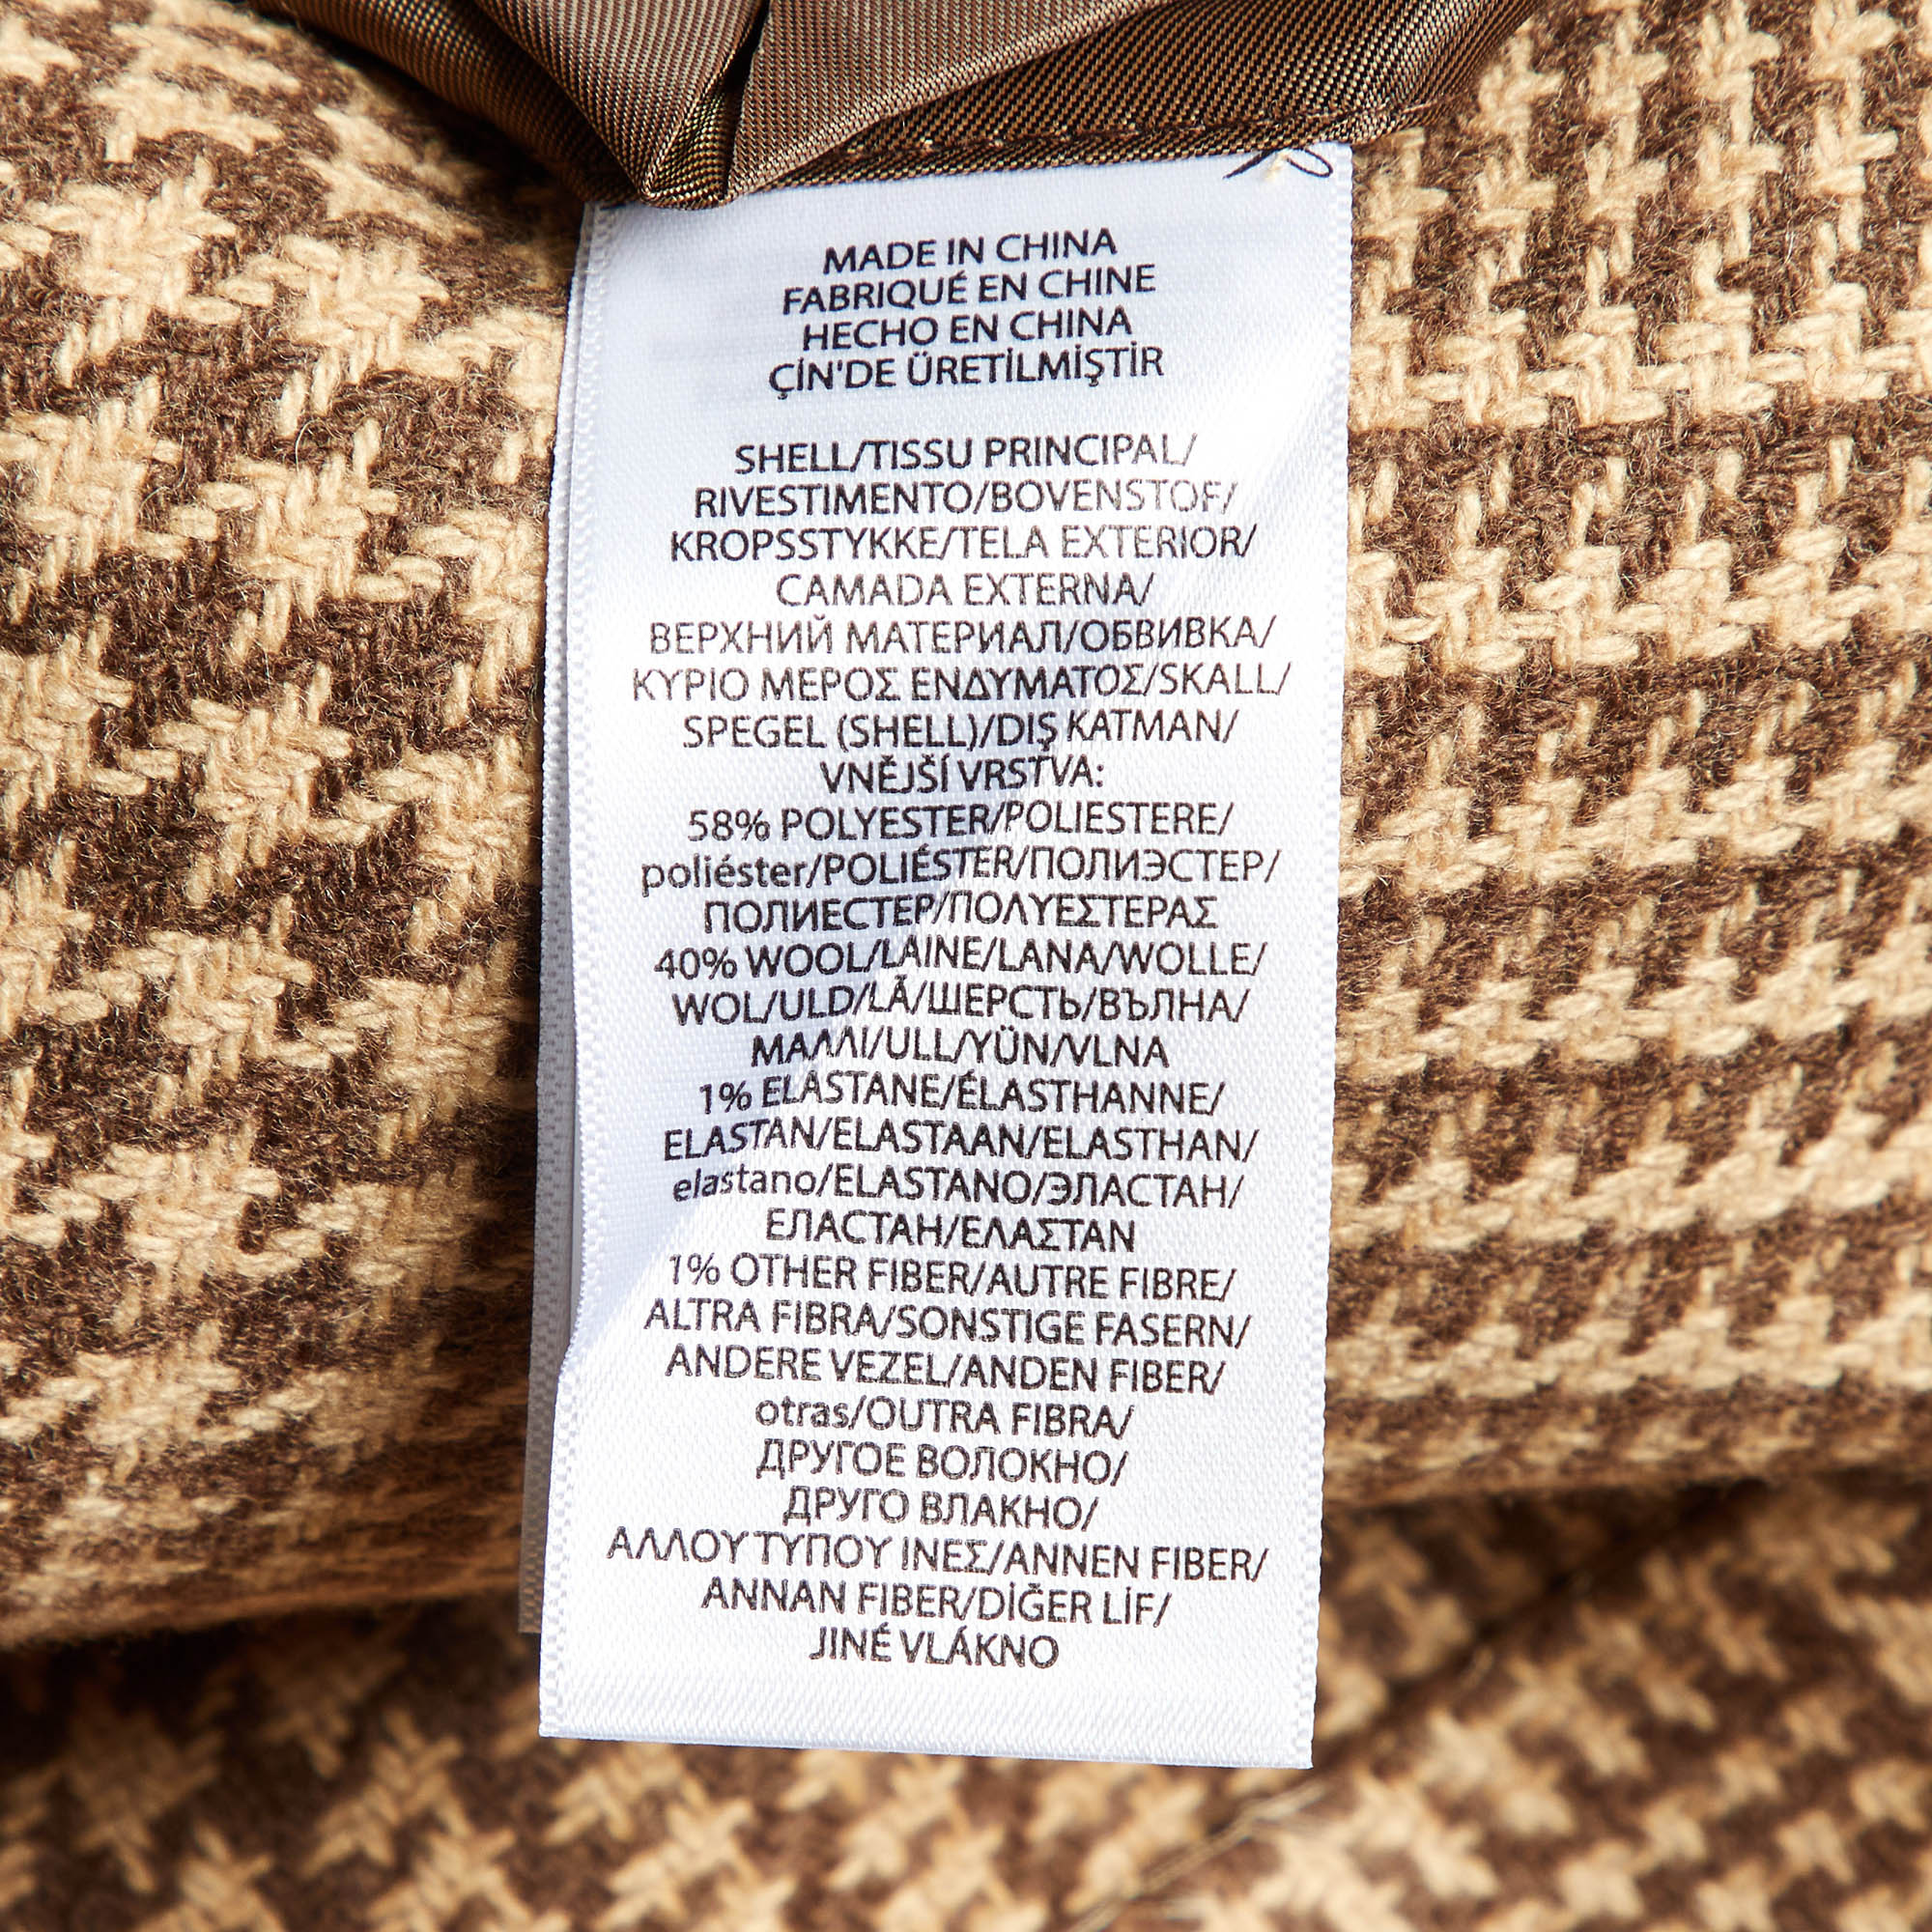 MADE IN CHINA
FABRIQUÉ EN CHINE
HECHO EN CHINA
ÇİN'DE ÜRETİLMİŞTİR
SHELL/TISSU PRINCIPAL/
RIVESTIMENTO/BOVENSTOF/
KROPSSTYKKE/TELA EXTERIOR/
CAMADA EXTERNA/
ВЕРХНИЙ МАТЕРИАЛ/ОБВИВКА/
ΚΥΡΙΟ ΜΕΡΟΣ ΕΝΔΥΜΑΤΟΣ/SKALL/
SPEGEL (SHELL)/DIŞ KATMAN/
VNĚJŠÍ VRSTVA:
58% POLYESTER/POLIESTERE/
poliéster/POLIÉSTER/ПОЛИЭСТЕР/
ПОЛИЕСТЕР/ΠΟΛΥΕΣΤΕΡΑΣ
40% WOOL/LAINE/LANA/WOLLE/
WOL/ULD/LÃ/ШЕРСТЬ/ВЪЛНА/
ΜΑΛΛΙ/ULL/YÜN/VLNA
1% ELASTANE/ÉLASTHANNE/
ELASTAN/ELASTAAN/ELASTHAN/
elastano/ELASTANO/ЭЛАСТАН/
ЕЛАСТАН/ΕΛΑΣΤΑΝ
1% OTHER FIBER/AUTRE FIBRE/
ALTRA FIBRA/SONSTIGE FASERN/
ANDERE VEZEL/ANDEN FIBER/
otras/OUTRA FIBRA/
ДРУГОЕ ВОЛОКНО/
ДРУГО ВЛАКНО/
ΑΛΛΟΥ ΤΥΠΟΥ ΙΝΕΣ/ANNEN FIBER/
ANNAN FIBER/DİĞER LİF/
JINÉ VLÁKNO